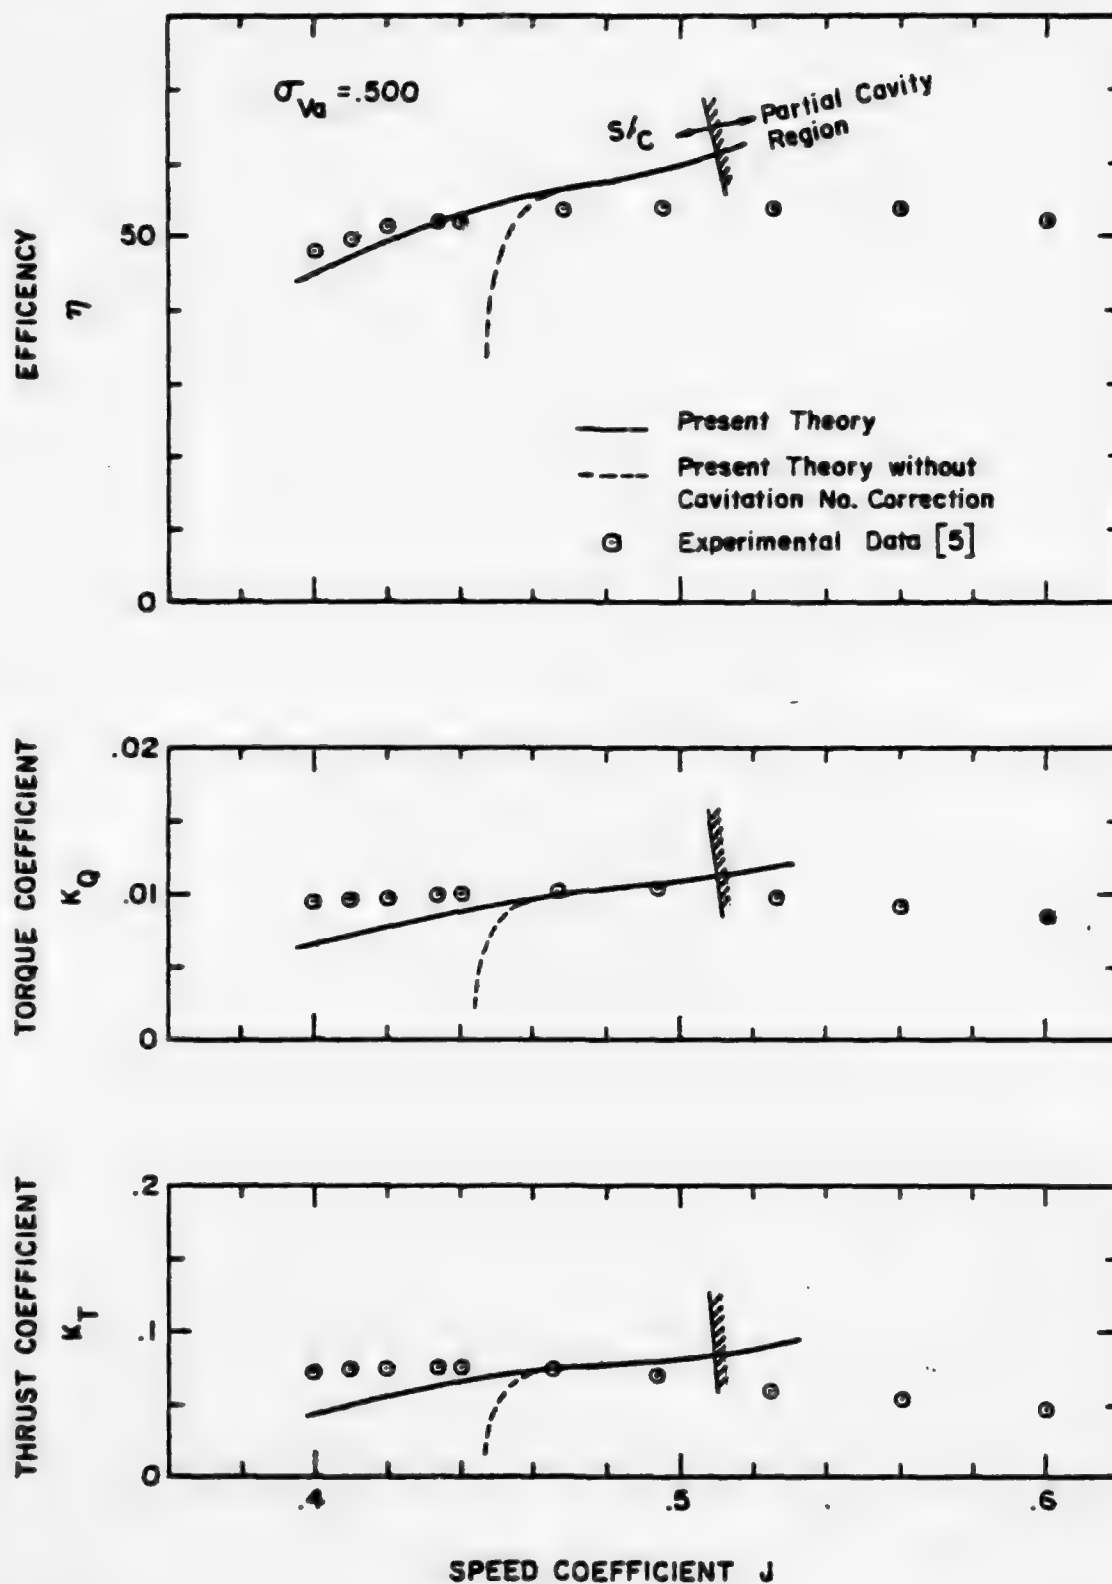 σVa = .500
S/C
Partial Cavity
Region
50
0
EFFICENCY
η
Present Theory
Present Theory without
Cavitation No. Correction
Experimental Data [5]
.02
.01
0
TORQUE COEFFICIENT
KQ
.2
.1
0
THRUST COEFFICIENT
KT
.4
.5
.6
SPEED COEFFICIENT J